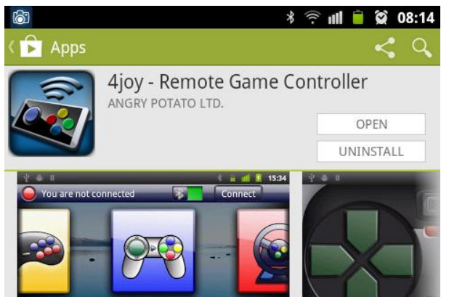 08:14
Apps
4joy - Remote Game Controller
ANGRY POTATO LTD.
OPEN
UNINSTALL
15:34
You are not connected
Connect